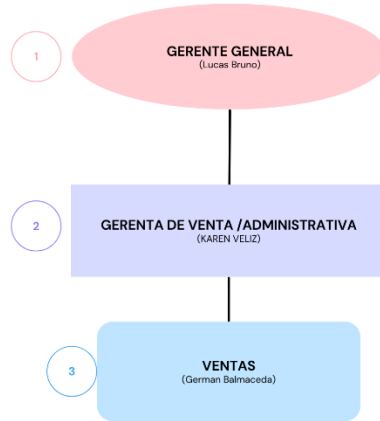 1
GERENTE GENERAL
(Lucas Bruno)
2
GERENTA DE VENTA /ADMINISTRATIVA
(KAREN VELIZ)
3
VENTAS
(German Balmaceda)